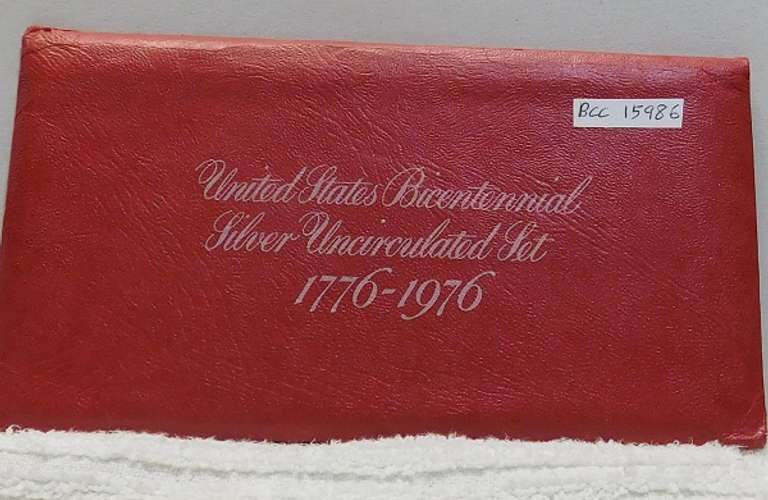 BCC 15986
United States Bicentennial
Silver Uncirculated Set
1776-1976